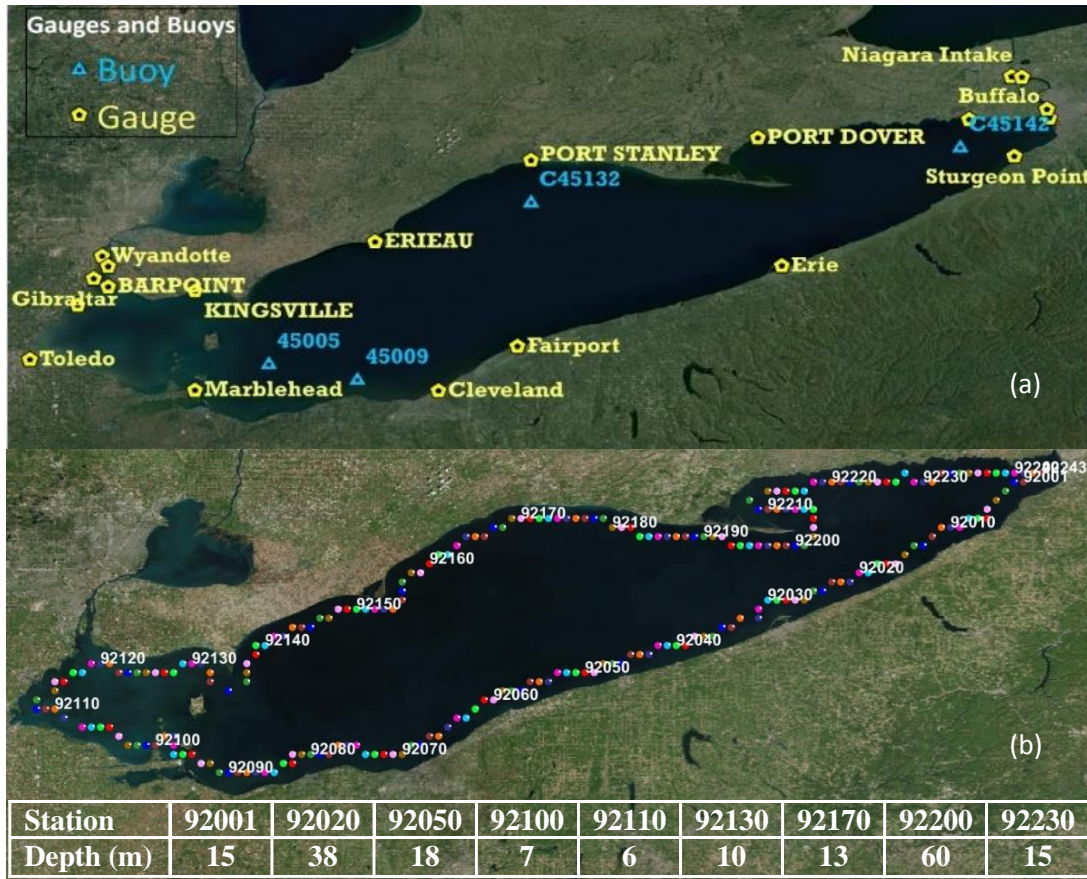 Gauges and Buoys
Buoy
Gauge
Niagara Intake
Buffalo
C45142
PORT DOVER
PORT STANLEY
C45132
Sturgeon Point
ERIEAU
Wyandotte
BARPOINT
Gibraltar
Erie
KINGSVILLE
45005
45009
Fairport
Toledo
Marblehead
Cleveland
(a)
92243
92001
92220
92230
92210
92010
92170
92180
92190
92200
92160
92020
92150
92030
92140
92040
92120
92130
92050
92060
92110
92100
92080
92070
92090
(b)
Station 92001 92020 92050 92100 92110 92130 92170 92200 92230
Depth (m) 15 38 18 7 6 10 13 60 15